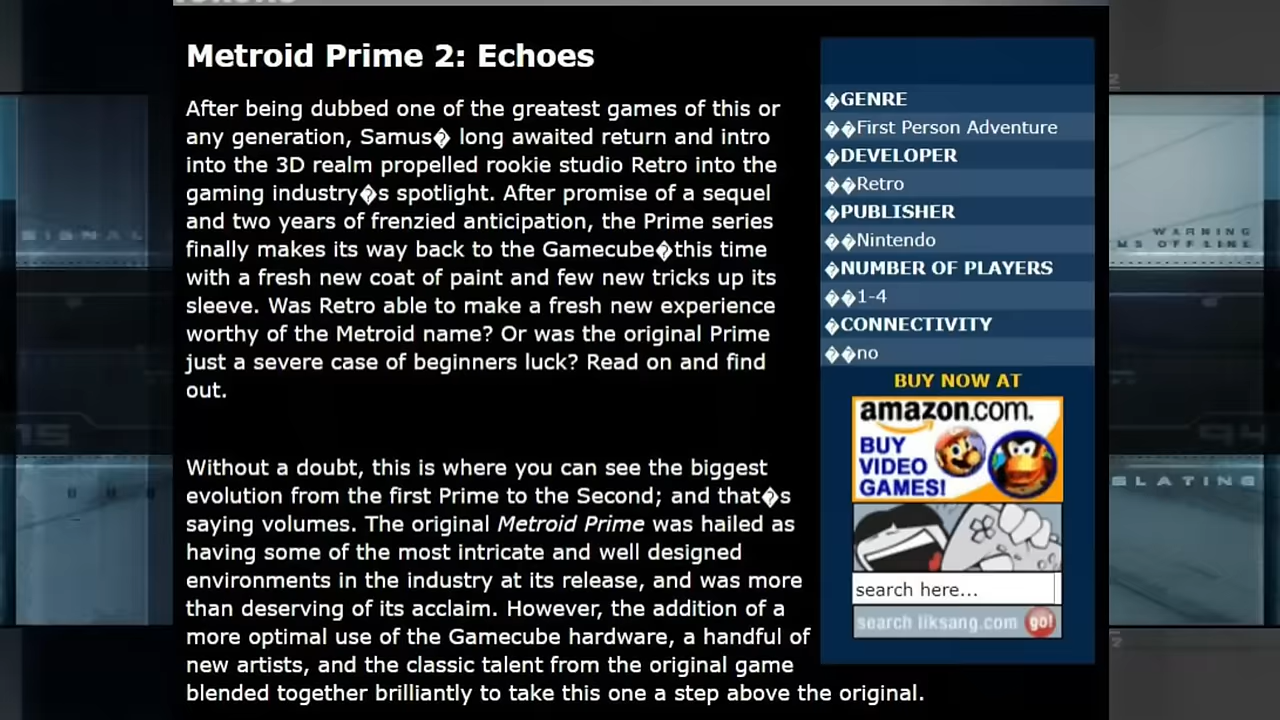 Metroid Prime 2: Echoes
After being dubbed one of the greatest games of this or
any generation, Samus� long awaited return and intro
into the 3D realm propelled rookie studio Retro into the
gaming industry�s spotlight. After promise of a sequel
and two years of frenzied anticipation, the Prime series
finally makes its way back to the Gamecube�this time
with a fresh new coat of paint and few new tricks up its
sleeve. Was Retro able to make a fresh new experience
worthy of the Metroid name? Or was the original Prime
just a severe case of beginners luck? Read on and find
out.
Without a doubt, this is where you can see the biggest
evolution from the first Prime to the Second; and that�s
saying volumes. The original Metroid Prime was hailed as
having some of the most intricate and well designed
environments in the industry at its release, and was more
than deserving of its acclaim. However, the addition of a
more optimal use of the Gamecube hardware, a handful of
new artists, and the classic talent from the original game
blended together brilliantly to take this one a step above the original.
�GENRE
��First Person Adventure
�DEVELOPER
��Retro
�PUBLISHER
��Nintendo
�NUMBER OF PLAYERS
��1-4
�CONNECTIVITY
��no
BUY NOW AT
amazon.com.
BUY
VIDEO
GAMES!
search here...
search liksang.com go!
SIGNAL
15
WARNING
MS OFFLINE
94
SLATING